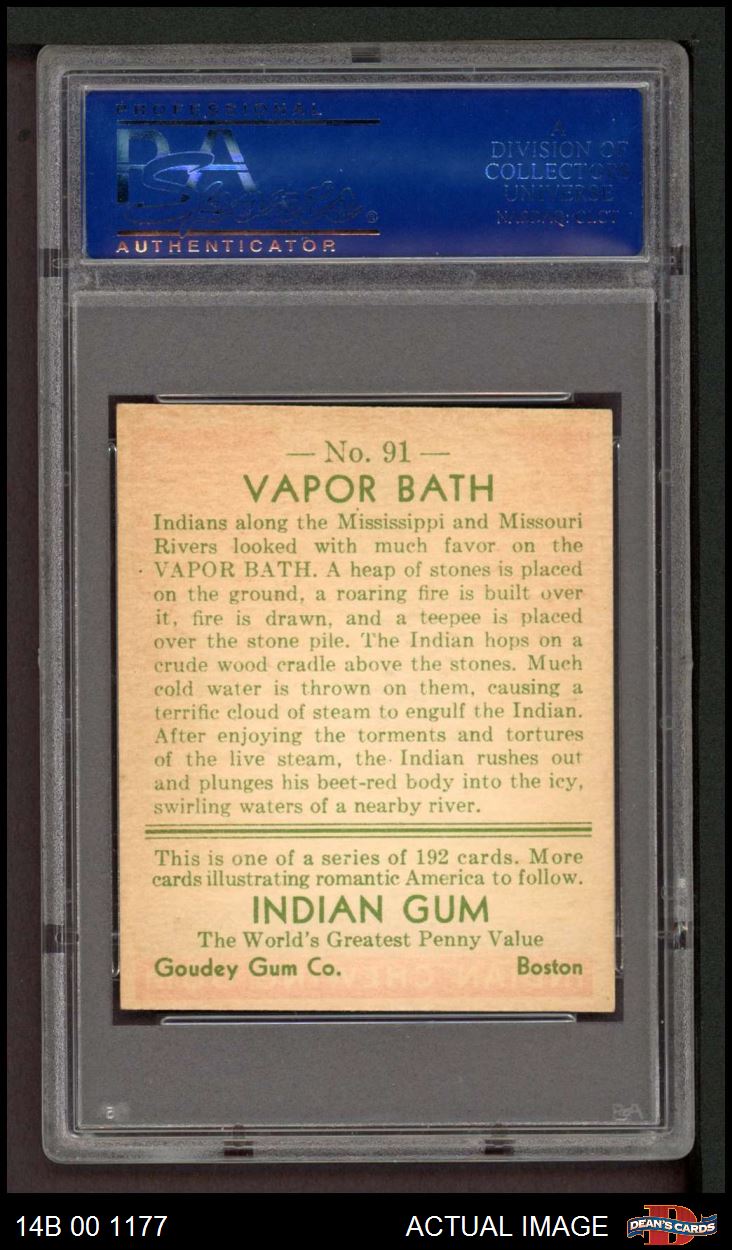 PROFESSIONAL
PSA
Sports
AUTHENTICATOR
A
DIVISION OF
COLLECTORS
UNIVERSE
NASDAQ: CLCT
— No. 91 —
VAPOR BATH
Indians along the Mississippi and Missouri
Rivers looked with much favor on the
VAPOR BATH. A heap of stones is placed
on the ground, a roaring fire is built over
it, fire is drawn, and a teepee is placed
over the stone pile. The Indian hops on a
crude wood cradle above the stones. Much
cold water is thrown on them, causing a
terrific cloud of steam to engulf the Indian.
After enjoying the torments and tortures
of the live steam, the Indian rushes out
and plunges his beet-red body into the icy,
swirling waters of a nearby river.
This is one of a series of 192 cards. More
cards illustrating romantic America to follow.
INDIAN GUM
The World's Greatest Penny Value
Goudey Gum Co. Boston
PSA
14B 00 1177 ACTUAL IMAGE DEAN'S CARDS